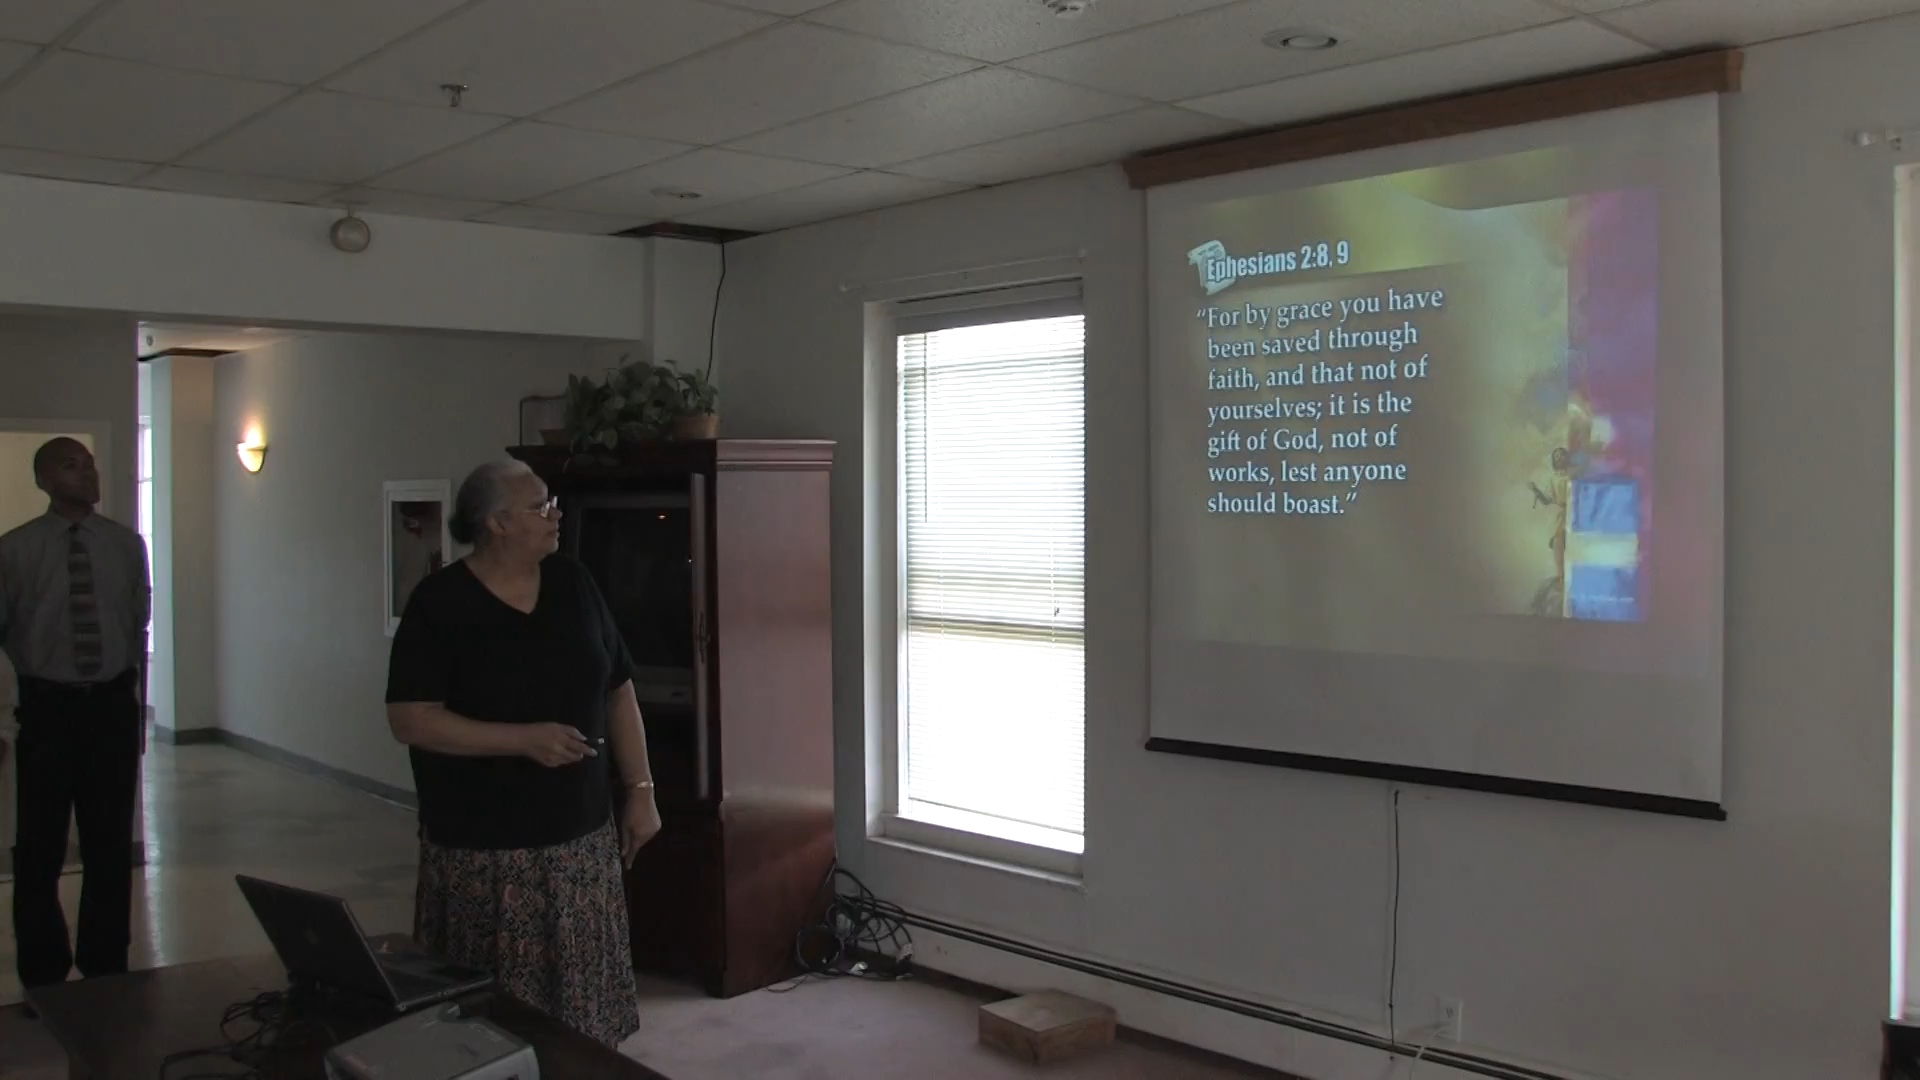 Ephesians 2:8, 9
“For by grace you have
been saved through
faith, and that not of
yourselves; it is the
gift of God, not of
works, lest anyone
should boast.”